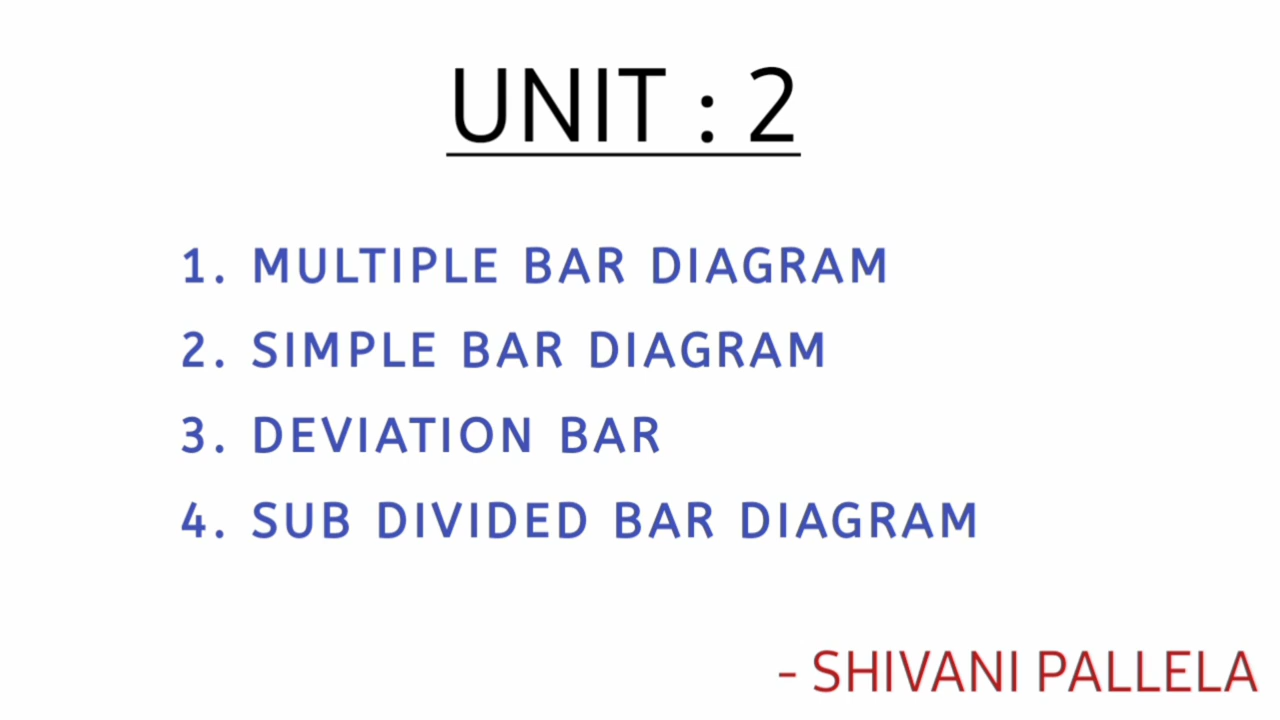 UNIT : 2
1. MULTIPLE BAR DIAGRAM
2. SIMPLE BAR DIAGRAM
3. DEVIATION BAR
4. SUB DIVIDED BAR DIAGRAM
- SHIVANI PALLELA